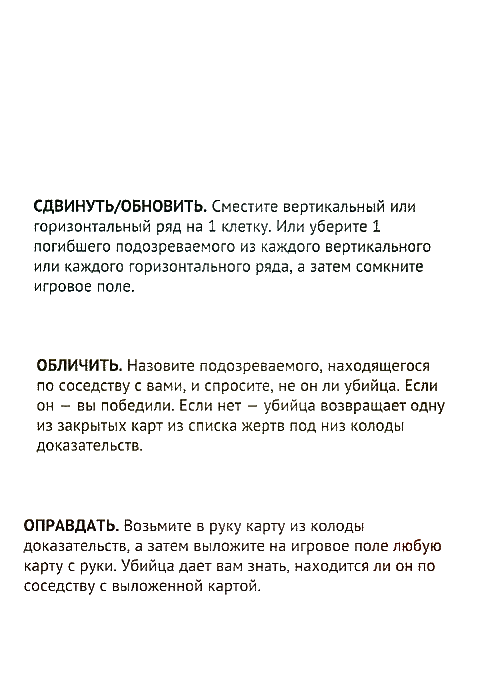 СДВИНУТЬ/ОБНОВИТЬ. Сместите вертикальный или
горизонтальный ряд на 1 клетку. Или уберите 1
погибшего подозреваемого из каждого вертикального
или каждого горизонтального ряда, а затем сомкните
игровое поле.
ОБЛИЧИТЬ. Назовите подозреваемого, находящегося
по соседству с вами, и спросите, не он ли убийца. Если
он — вы победили. Если нет — убийца возвращает одну
из закрытых карт из списка жертв под низ колоды
доказательств.
ОПРАВДАТЬ. Возьмите в руку карту из колоды
доказательств, а затем выложите на игровое поле любую
карту с руки. Убийца дает вам знать, находится ли он по
соседству с выложенной картой.